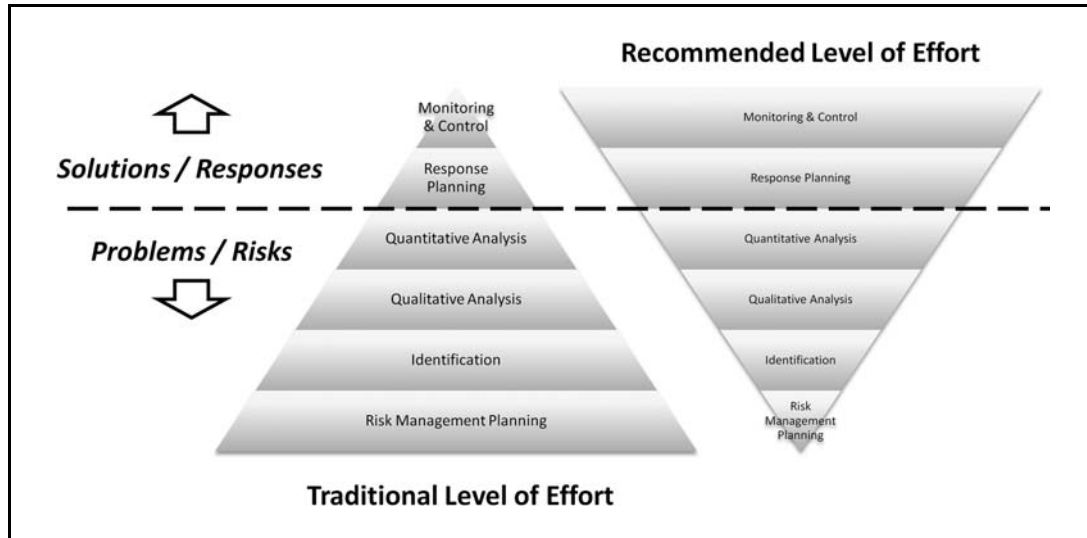 Recommended Level of Effort
Solutions / Responses
Problems / Risks
Monitoring
& Control
Response
Planning
Quantitative Analysis
Qualitative Analysis
Identification
Risk Management Planning
Traditional Level of Effort
Monitoring & Control
Response Planning
Quantitative Analysis
Qualitative Analysis
Identification
Risk
Management
Planning